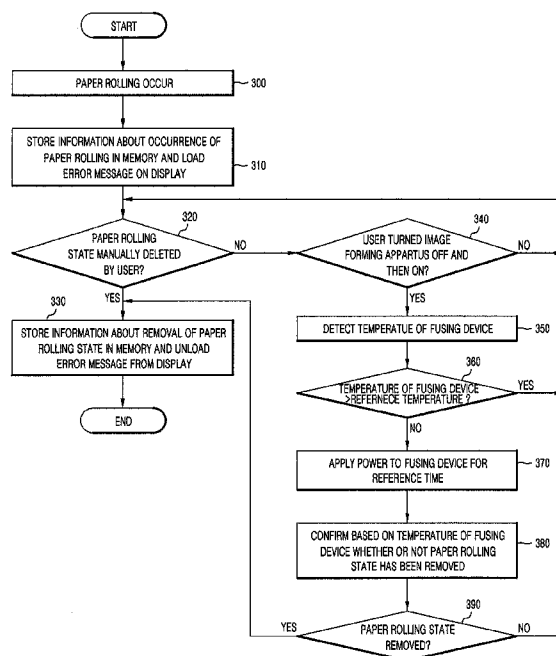 START
PAPER ROLLING OCCUR
300
STORE INFORMATION ABOUT OCCURRENCE OF
PAPER ROLLING IN MEMORY AND LOAD
ERROR MESSAGE ON DISPLAY
310
320
PAPER ROLLING
STATE MANUALLY DELETED
BY USER?
NO
YES
340
USER TURNED IMAGE
FORMING APPARTUS OFF AND
THEN ON?
NO
YES
330
STORE INFORMATION ABOUT REMOVAL OF PAPER
ROLLING STATE IN MEMORY AND UNLOAD
ERROR MESSAGE FROM DISPLAY
END
DETECT TEMPERATUE OF FUSING DEVICE
350
360
TEMPERATURE OF FUSING DEVICE
>REFERNECE TEMPERATURE ?
YES
NO
APPLY POWER TO FUSING DEVICE FOR
REFERENCE TIME
370
CONFIRM BASED ON TEMPERATURE OF FUSING
DEVICE WHETHER OR NOT PAPER ROLLING
STATE HAS BEEN REMOVED
380
390
YES
PAPER ROLLING STATE
REMOVED?
NO